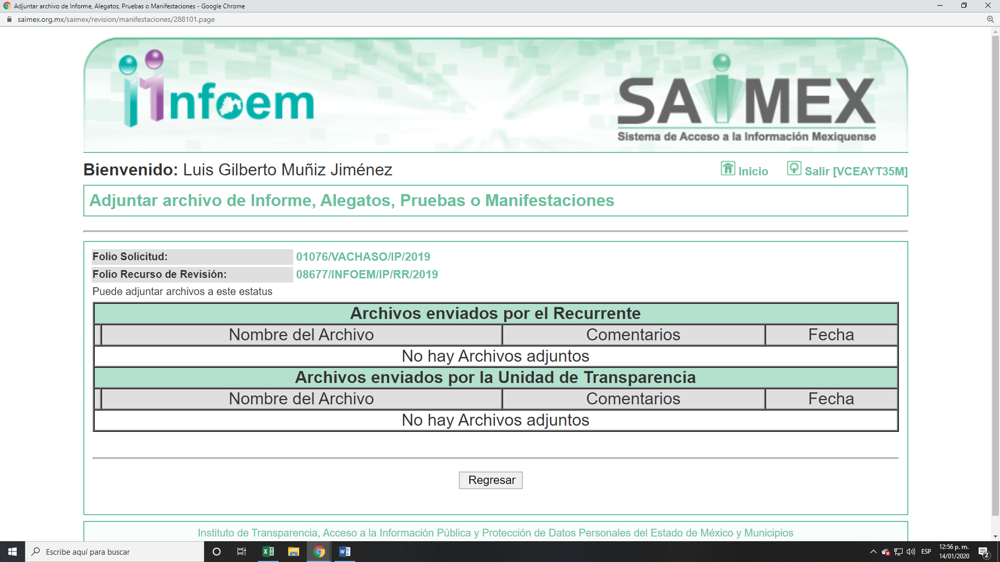 Adjuntar archivo de Informe, Alegatos, Pruebas o Manifestaciones - Google Chrome
saimex.org.mx/saimex/revision/manifestaciones/288101.page
infoem
SAIMEX
Sistema de Acceso a la Información Mexiquense
Bienvenido: Luis Gilberto Muñiz Jiménez
Inicio
Salir [VCEAYT35M]
Adjuntar archivo de Informe, Alegatos, Pruebas o Manifestaciones
Folio Solicitud: 01076/VACHASO/IP/2019
Folio Recurso de Revisión: 08677/INFOEM/IP/RR/2019
Puede adjuntar archivos a este estatus
Archivos enviados por el Recurrente
Nombre del Archivo Comentarios Fecha
No hay Archivos adjuntos
Archivos enviados por la Unidad de Transparencia
Nombre del Archivo Comentarios Fecha
No hay Archivos adjuntos
Regresar
Instituto de Transparencia, Acceso a la Información Pública y Protección de Datos Personales del Estado de México y Municipios
Escribe aquí para buscar
ESP
12:56 p. m.
14/01/2020
2